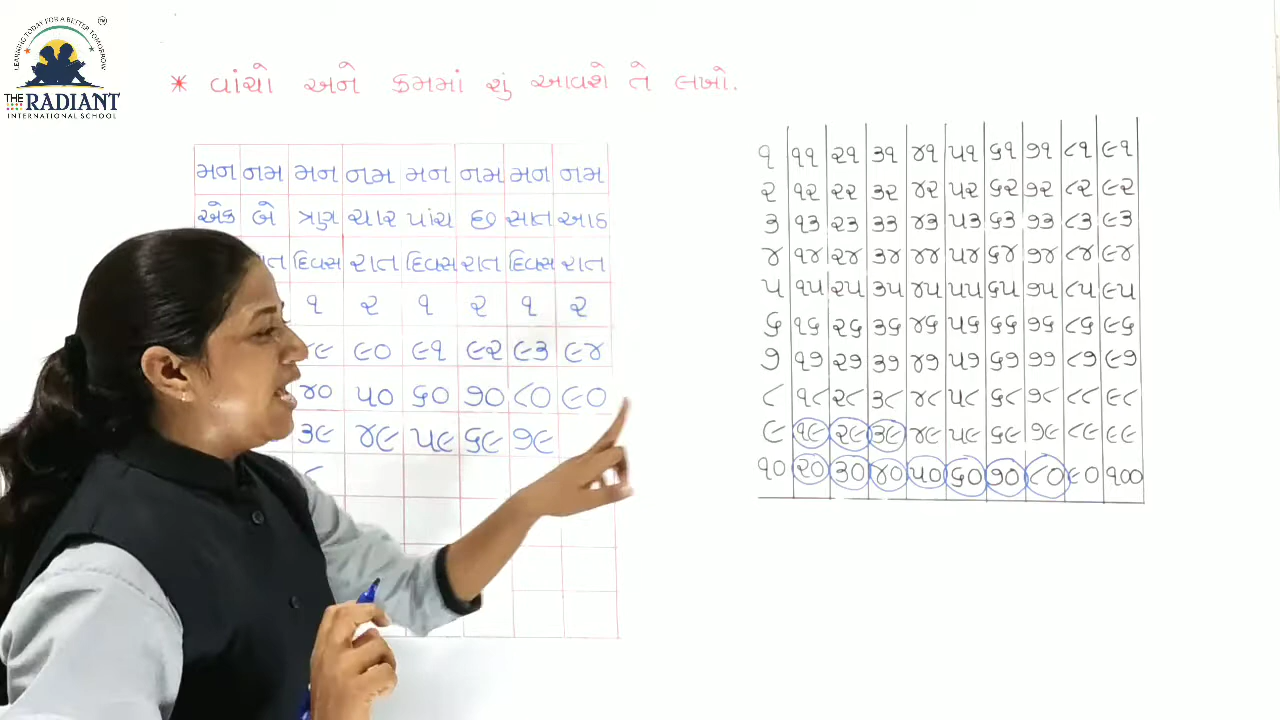 LEARNING TODAY FOR A BETTER TOMORROW
THE RADIANT
INTERNATIONAL SCHOOL
* વાંચો અને ક્રમમાં શું આવશે તે લખો.
મન નમ મન નમ મન નમ મન નમ
એક બે ત્રણ ચાર પાંચ છ સાત આઠ
દિવસ રાત દિવસ રાત દિવસ રાત
૧ ૨ ૧ ૨ ૧ ૨
૯૦ ૯૧ ૯૨ ૯૩ ૯૪
૪૦ ૫૦ ૬૦ ૭૦ ૮૦ ૯૦
૩૯ ૪૯ ૫૯ ૬૯ ૭૯
૧ ૧૧ ૨૧ ૩૧ ૪૧ ૫૧ ૬૧ ૭૧ ૮૧ ૯૧
૨ ૧૨ ૨૨ ૩૨ ૪૨ ૫૨ ૬૨ ૭૨ ૮૨ ૯૨
૩ ૧૩ ૨૩ ૩૩ ૪૩ ૫૩ ૬૩ ૭૩ ૮૩ ૯૩
૪ ૧૪ ૨૪ ૩૪ ૪૪ ૫૪ ૬૪ ૭૪ ૮૪ ૯૪
૫ ૧૫ ૨૫ ૩૫ ૪૫ ૫૫ ૬૫ ૭૫ ૮૫ ૯૫
૬ ૧૬ ૨૬ ૩૬ ૪૬ ૫૬ ૬૬ ૭૬ ૮૬ ૯૬
૭ ૧૭ ૨૭ ૩૭ ૪૭ ૫૭ ૬૭ ૭૭ ૮૭ ૯૭
૮ ૧૮ ૨૮ ૩૮ ૪૮ ૫૮ ૬૮ ૭૮ ૮૮ ૯૮
૯ ૧૯ ૨૯ ૩૯ ૪૯ ૫૯ ૬૯ ૭૯ ૮૯ ૯૯
૧૦ ૨૦ ૩૦ ૪૦ ૫૦ ૬૦ ૭૦ ૮૦ ૯૦ ૧૦૦